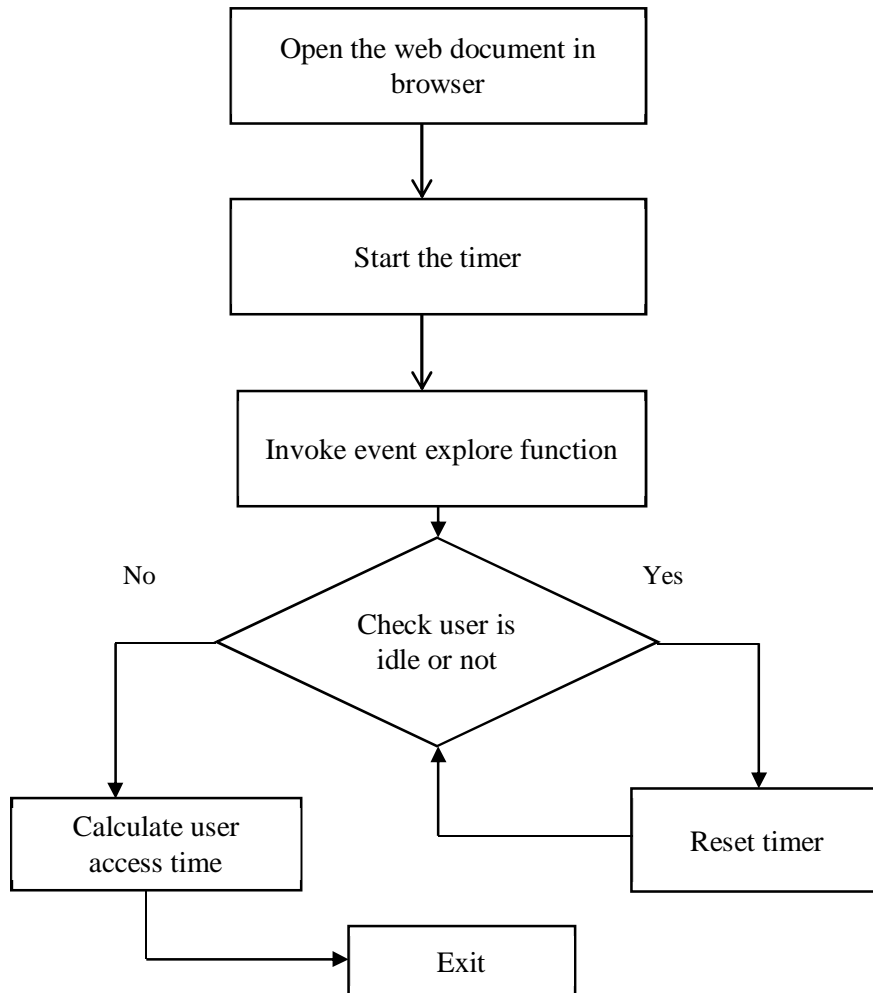 Open the web document in
browser
Start the timer
Invoke event explore function
No
Yes
Check user is
idle or not
Calculate user
access time
Reset timer
Exit